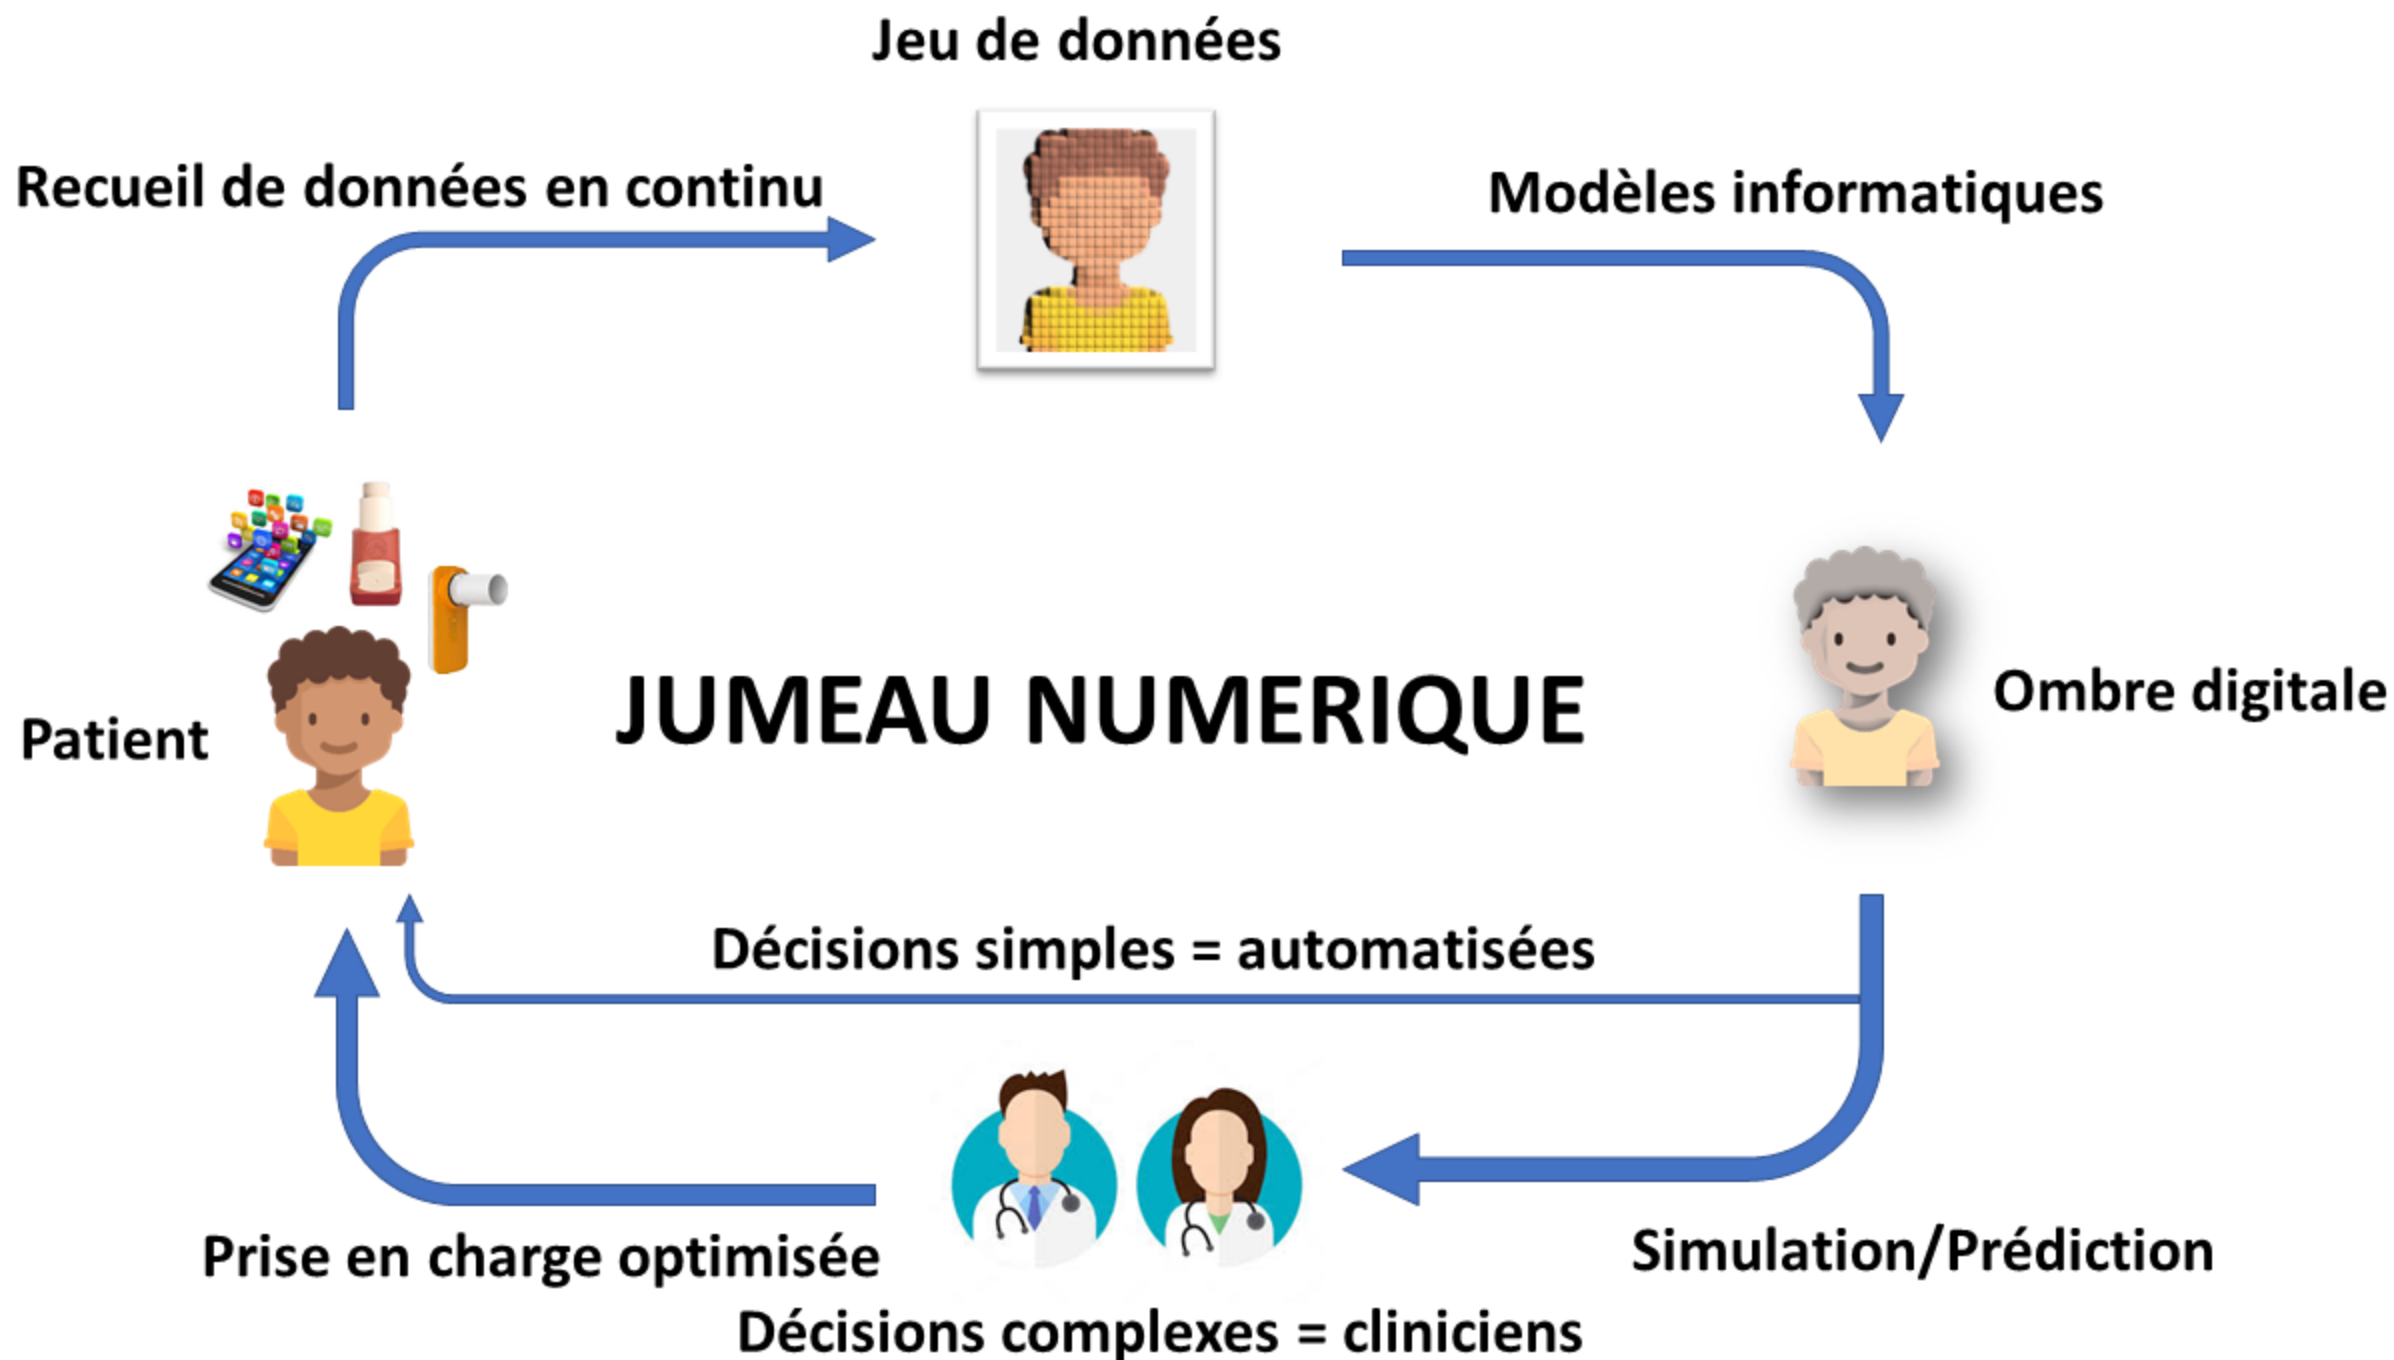 Jeu de données
Recueil de données en continu
Modèles informatiques
JUMEAU NUMERIQUE
Ombre digitale
Patient
Décisions simples = automatisées
Prise en charge optimisée
Simulation/Prédiction
Décisions complexes = cliniciens